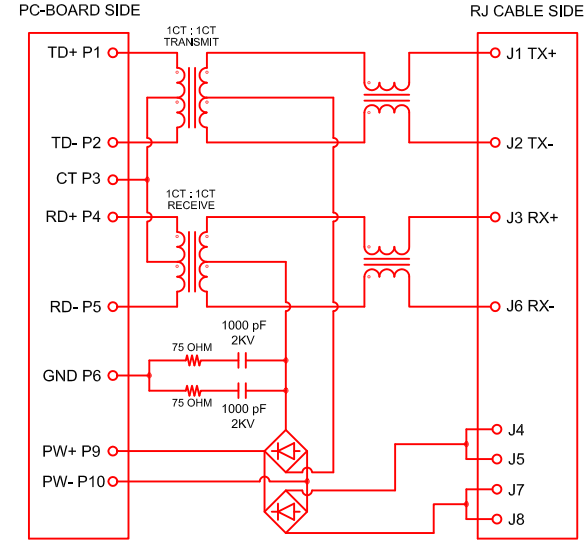 PC-BOARD SIDE
RJ CABLE SIDE
1CT : 1CT
TRANSMIT
TD+ P1
J1 TX+
TD- P2
J2 TX-
CT P3
1CT : 1CT
RECEIVE
RD+ P4
J3 RX+
RD- P5
J6 RX-
1000 pF
2KV
75 OHM
GND P6
75 OHM
1000 pF
2KV
J4
PW+ P9
J5
PW- P10
J7
J8